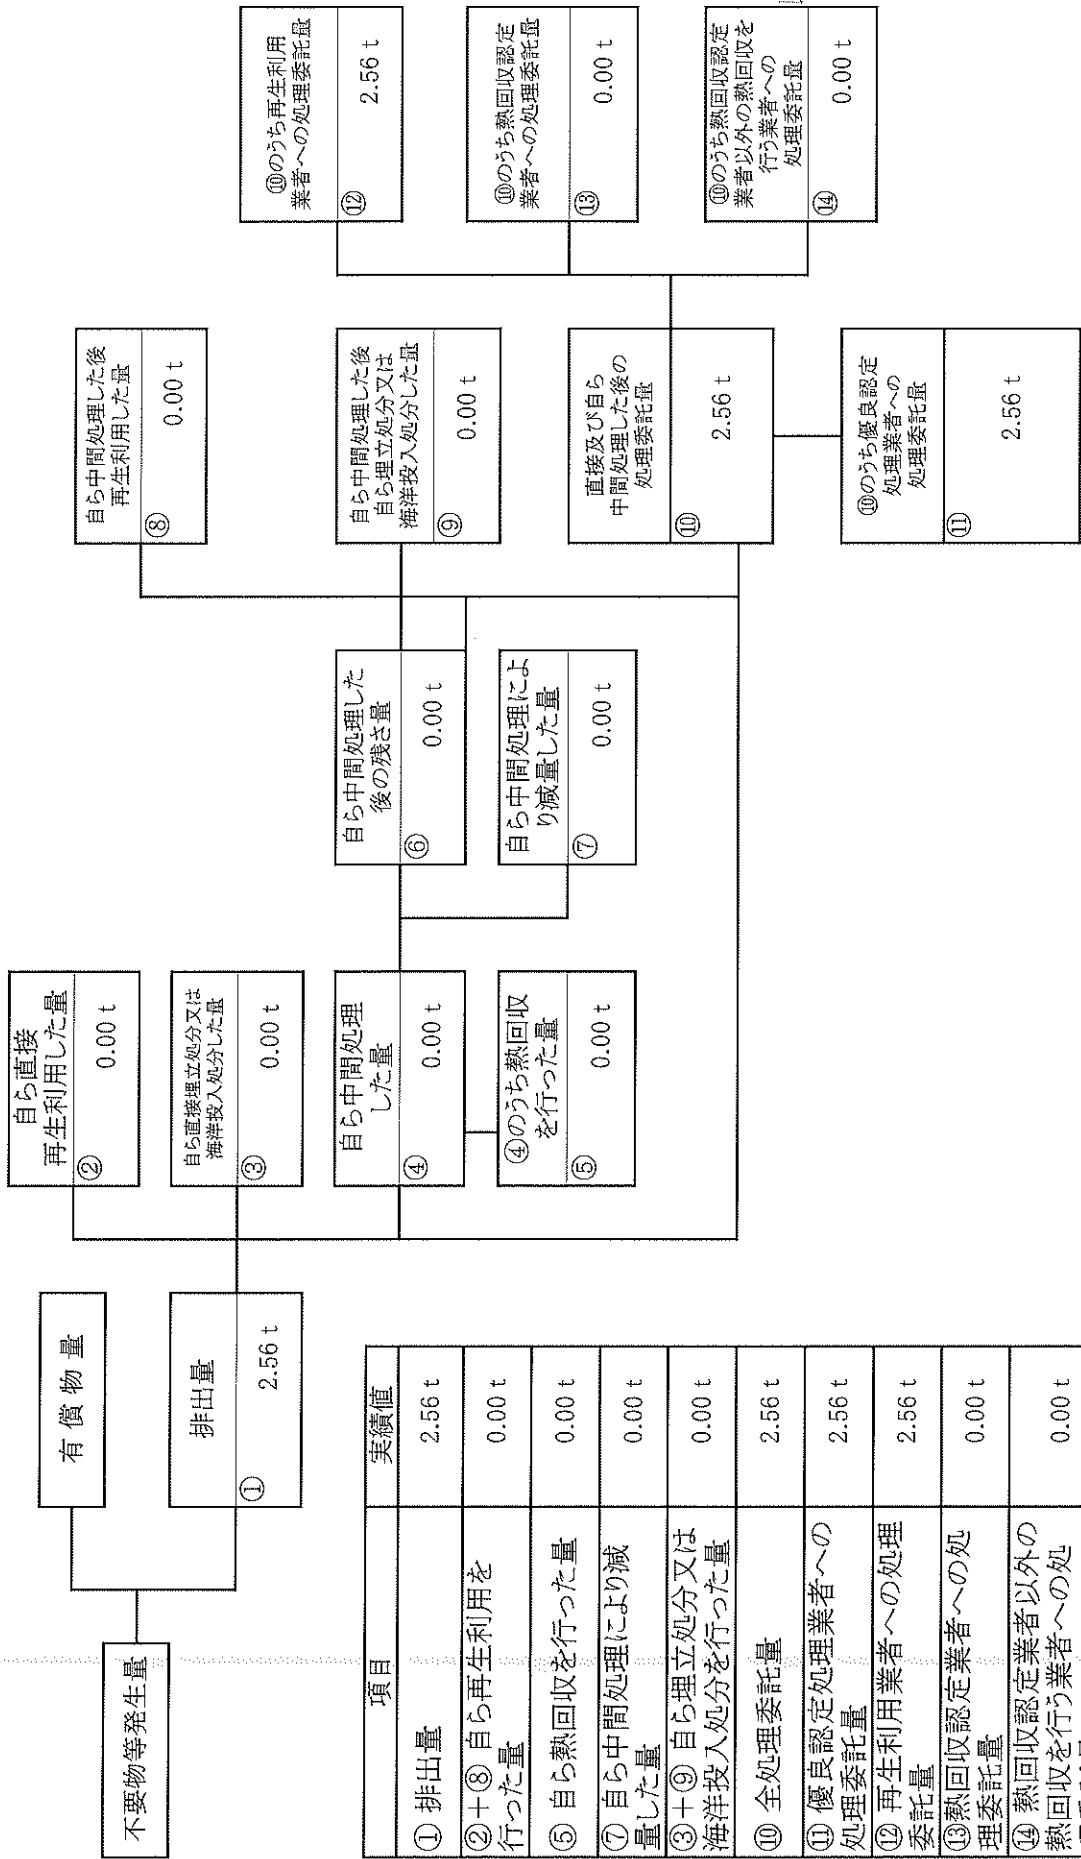 不要物等発生量
有 償 物 量
排出量
①
2.56 t
自ら直接
再生利用した量
②
0.00 t
自ら直接埋立処分又は
海洋投入処分した量
③
0.00 t
自ら中間処理
した量
④
0.00 t
④のうち熱回収
を行った量
⑤
0.00 t
自ら中間処理した
後の残さ量
⑥
0.00 t
自ら中間処理によ
り減量した量
⑦
0.00 t
自ら中間処理した後
再生利用した量
⑧
0.00 t
自ら中間処理した後
自ら埋立処分又は
海洋投入処分した量
⑨
0.00 t
直接及び自ら
中間処理した後の
処理委託量
⑩
2.56 t
⑩のうち優良認定
処理業者への
処理委託量
⑪
2.56 t
⑩のうち再生利用
業者への処理委託量
⑫
2.56 t
⑩のうち熱回収認定
業者への処理委託量
⑬
0.00 t
⑩のうち熱回収認定
業者以外の熱回収を
行う業者への
処理委託量
⑭
0.00 t
項目 実績値
① 排出量 2.56 t
②+⑧ 自ら再生利用を
行った量 0.00 t
⑤ 自ら熱回収を行った量 0.00 t
⑦ 自ら中間処理により減
量した量 0.00 t
③+⑨ 自ら埋立処分又は
海洋投入処分を行った量 0.00 t
⑩ 全処理委託量 2.56 t
⑪ 優良認定処理業者への
処理委託量 2.56 t
⑫ 再生利用業者への処理
委託量 2.56 t
⑬熱回収認定業者への処
理委託量 0.00 t
⑭ 熱回収認定業者以外の
熱回収を行う業者への処 0.00 t